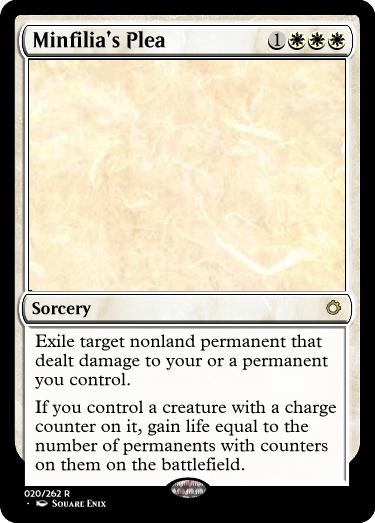 Minfilia's Plea 1
Sorcery
Exile target nonland permanent that
dealt damage to your or a permanent
you control.
If you control a creature with a charge
counter on it, gain life equal to the
number of permanents with counters
on them on the battlefield.
020/262 R
· Square Enix